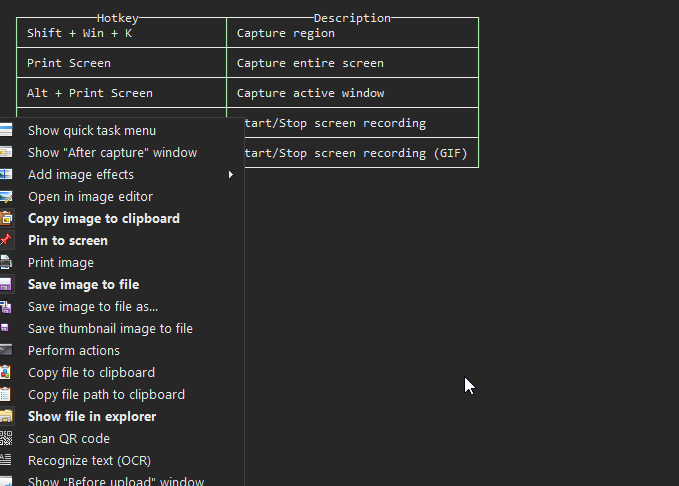 Hotkey Description
Shift + Win + K Capture region
Print Screen Capture entire screen
Alt + Print Screen Capture active window
tart/Stop screen recording
tart/Stop screen recording (GIF)
Show quick task menu
Show "After capture" window
Add image effects
Open in image editor
Copy image to clipboard
Pin to screen
Print image
Save image to file
Save image to file as...
Save thumbnail image to file
Perform actions
Copy file to clipboard
Copy file path to clipboard
Show file in explorer
Scan QR code
Recognize text (OCR)
Show "Before upload" window